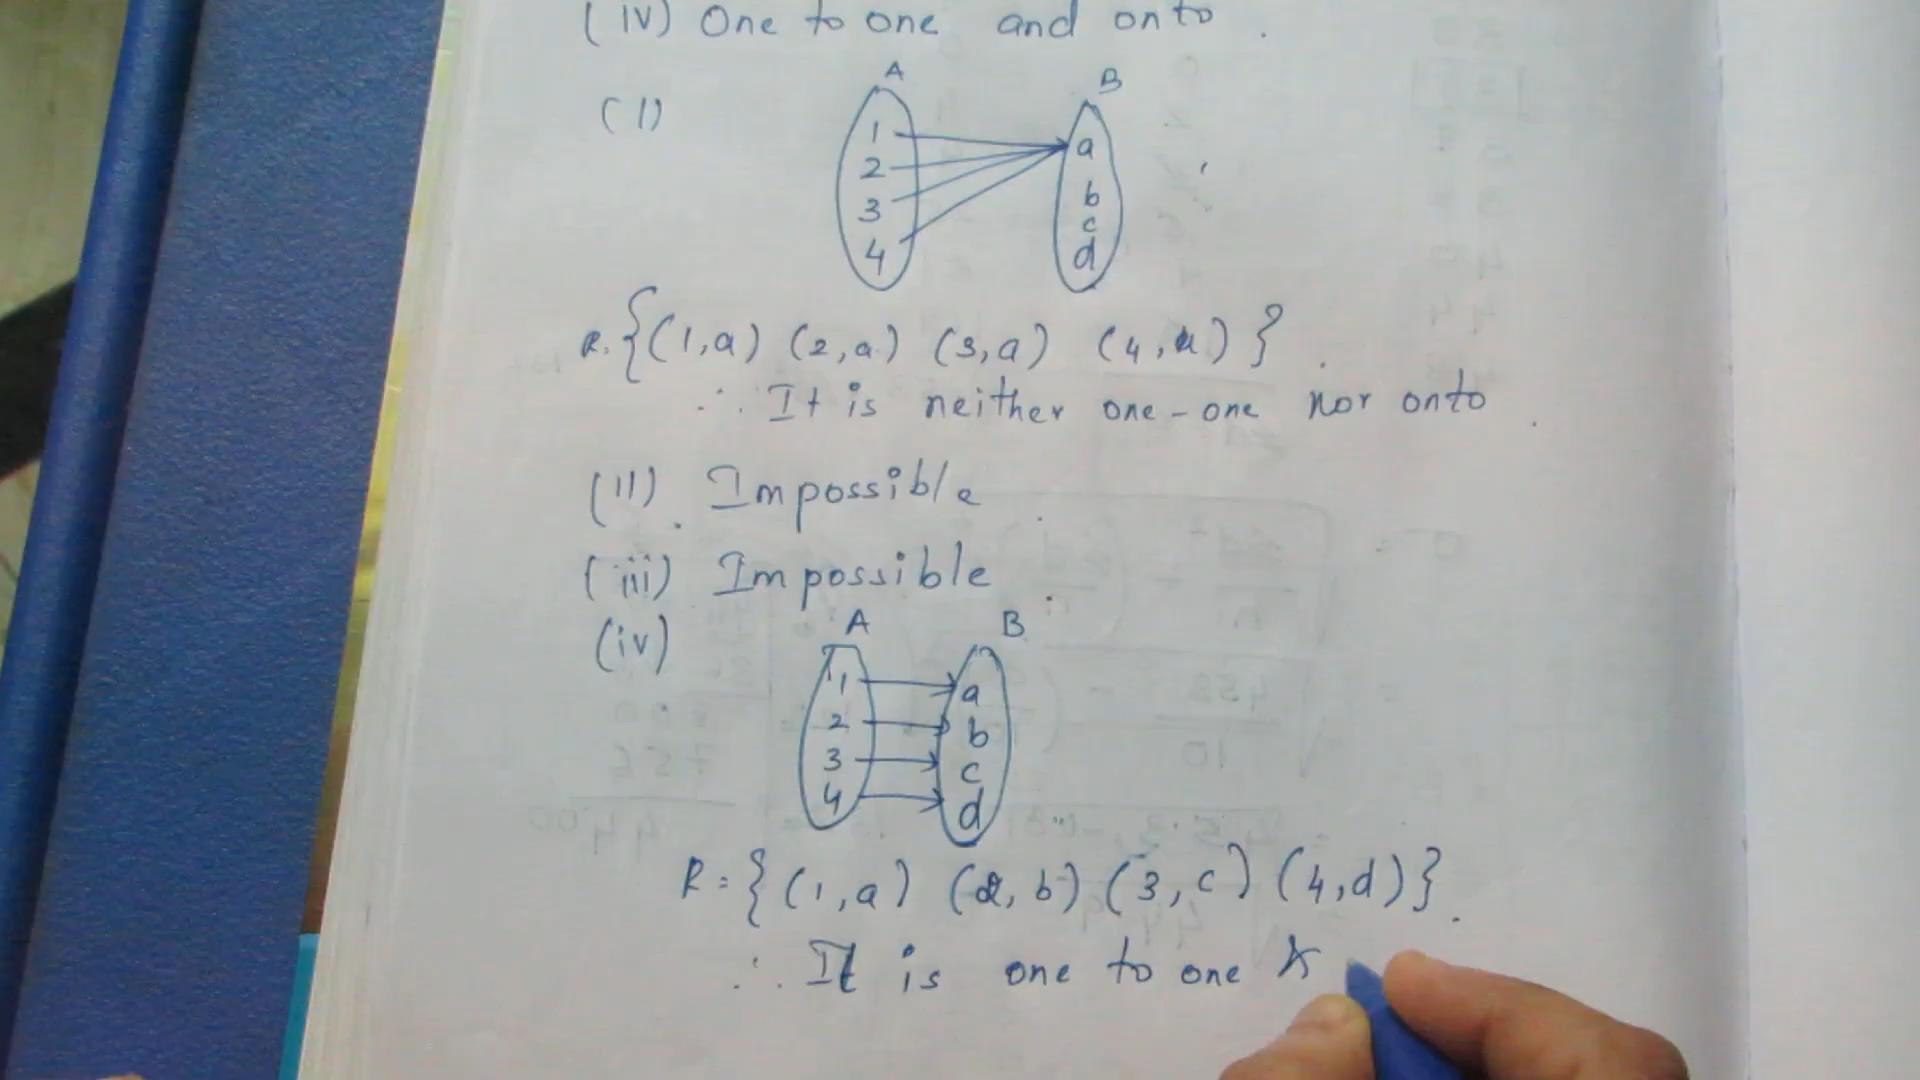 (iv) One to one and onto.
(i)
A B
1 a
2 b
3 c
4 d
R = {(1,a) (2,a) (3,a) (4,a)}.
∴ It is neither one-one nor onto.
(ii). Impossible.
(iii) Impossible.
(iv)
A B
1 a
2 b
3 c
4 d
R = {(1,a) (2,b) (3,c) (4,d)}.
∴ It is one to one &